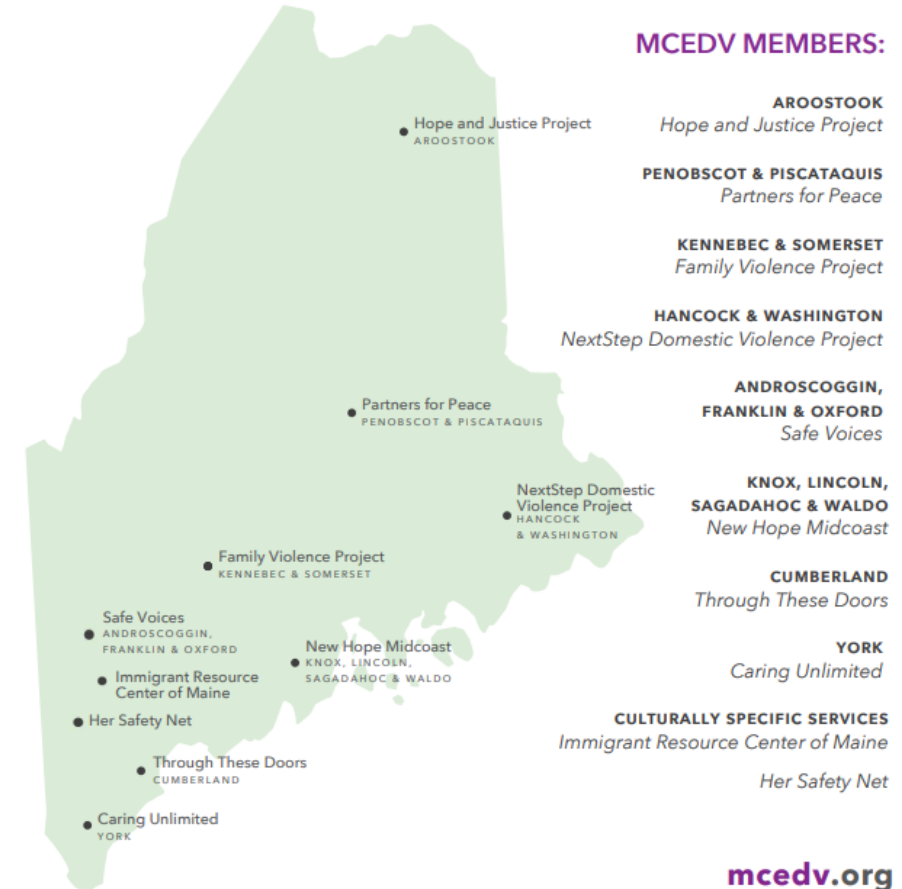 Hope and Justice Project
AROOSTOOK
Partners for Peace
PENOBSCOT & PISCATAQUIS
NextStep Domestic
Violence Project
HANCOCK
& WASHINGTON
Family Violence Project
KENNEBEC & SOMERSET
Safe Voices
ANDROSCOGGIN,
FRANKLIN & OXFORD
New Hope Midcoast
KNOX, LINCOLN,
SAGADAHOC & WALDO
Immigrant Resource
Center of Maine
Her Safety Net
Through These Doors
CUMBERLAND
Caring Unlimited
YORK
MCEDV MEMBERS:
AROOSTOOK
Hope and Justice Project
PENOBSCOT & PISCATAQUIS
Partners for Peace
KENNEBEC & SOMERSET
Family Violence Project
HANCOCK & WASHINGTON
NextStep Domestic Violence Project
ANDROSCOGGIN,
FRANKLIN & OXFORD
Safe Voices
KNOX, LINCOLN,
SAGADAHOC & WALDO
New Hope Midcoast
CUMBERLAND
Through These Doors
YORK
Caring Unlimited
CULTURALLY SPECIFIC SERVICES
Immigrant Resource Center of Maine
Her Safety Net
mcedv.org